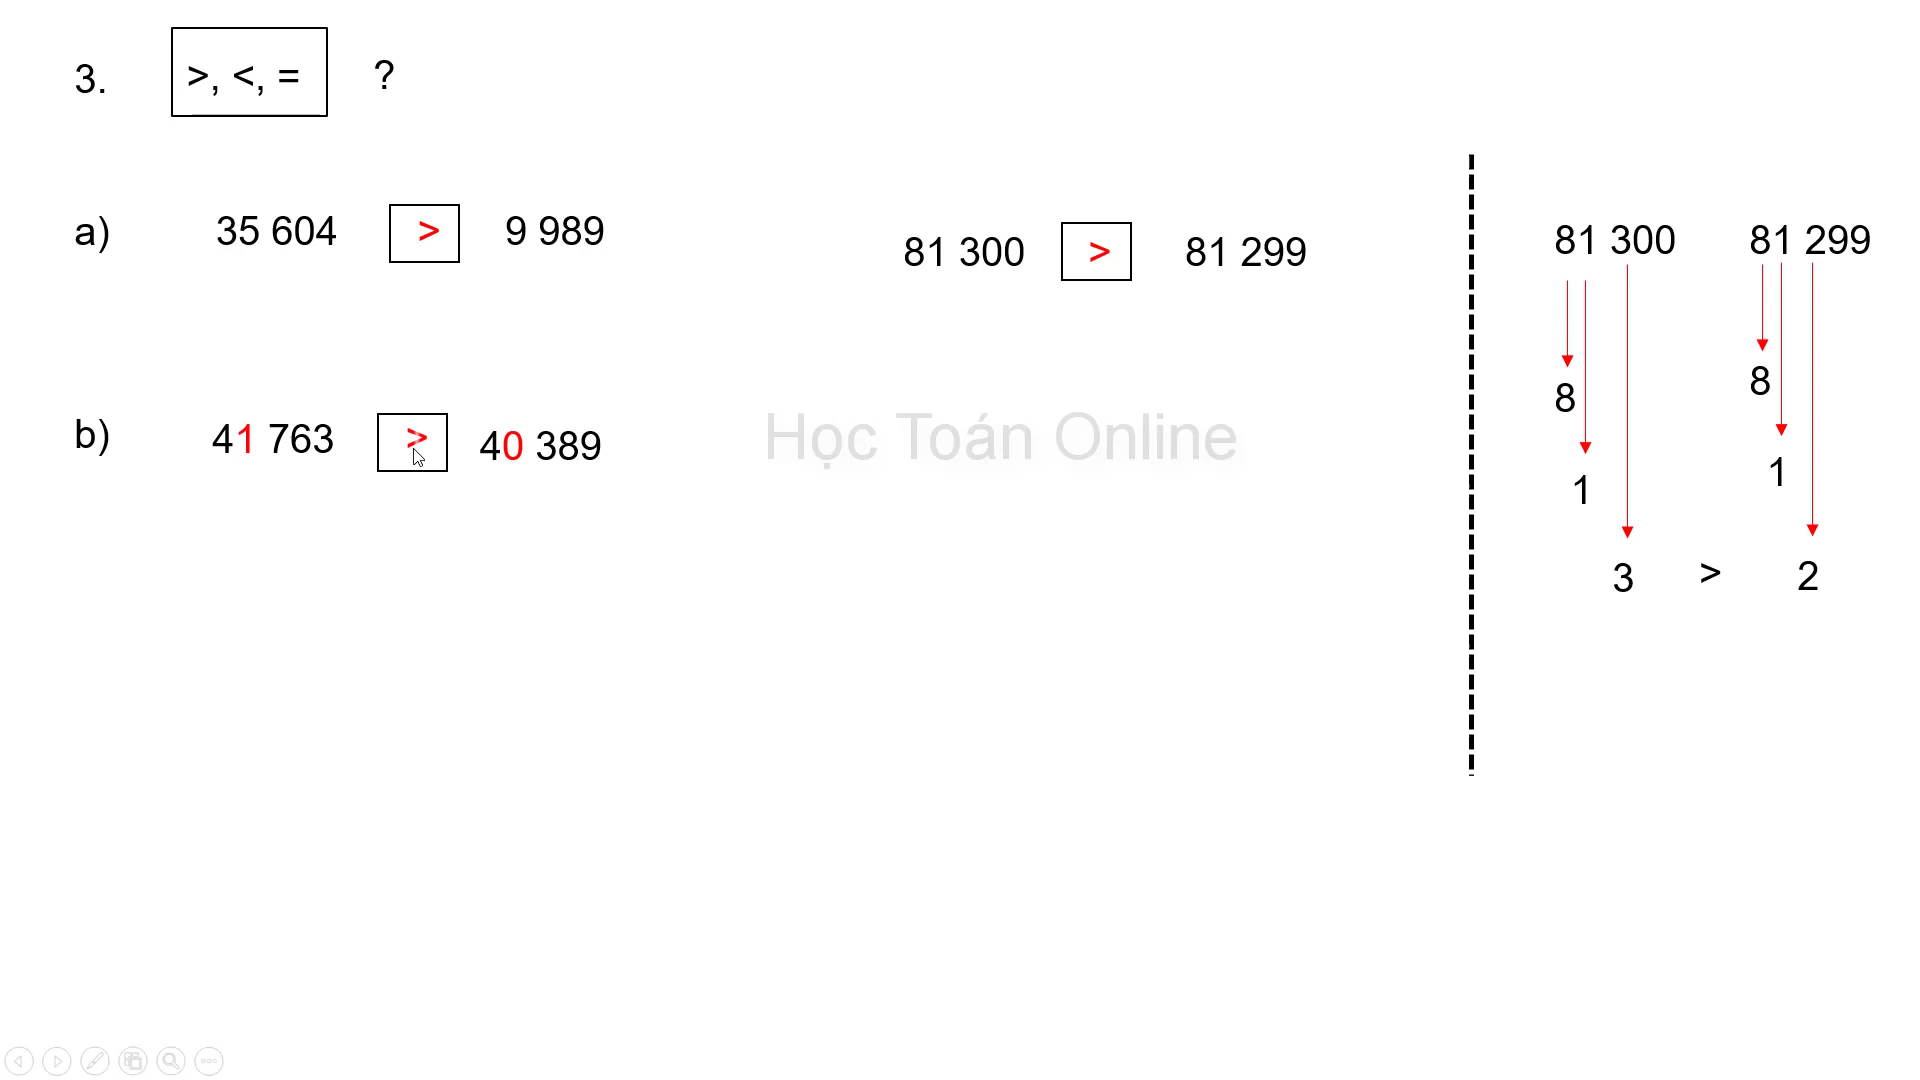 3. >, <, = ?
a) 35 604 > 9 989 81 300 > 81 299
b) 41 763 > 40 389
Học Toán Online
81 300 81 299
8 8
1 1
3 > 2